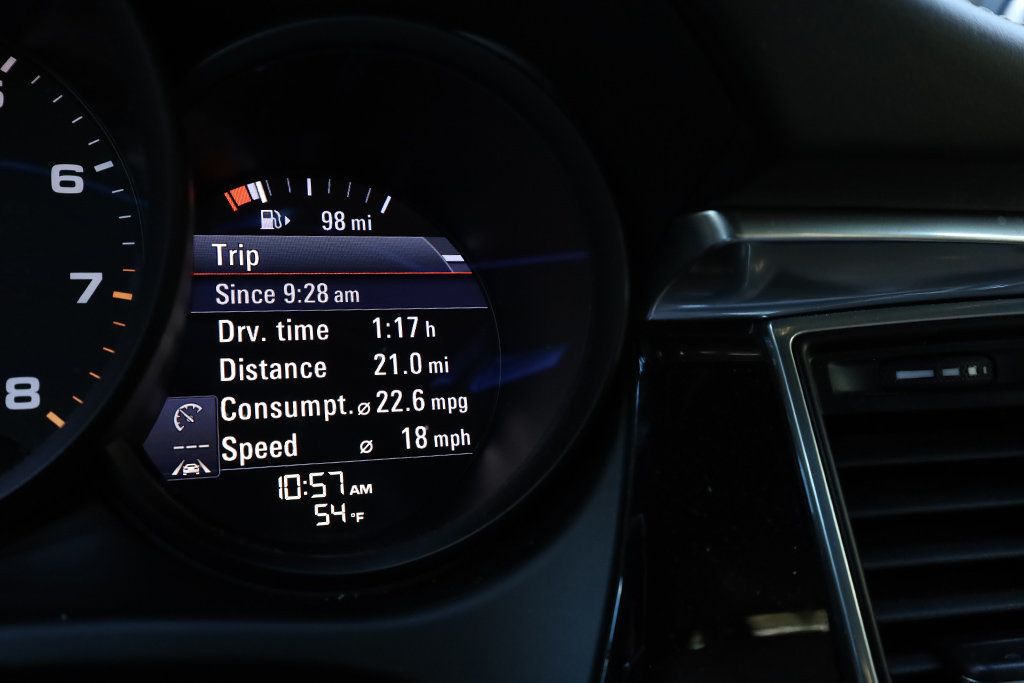 6
7
8
98 mi
Trip
Since 9:28 am
Drv. time 1:17 h
Distance 21.0 mi
Consumpt. ⌀ 22.6 mpg
Speed ⌀ 18 mph
---
10:57 AM
54 °F